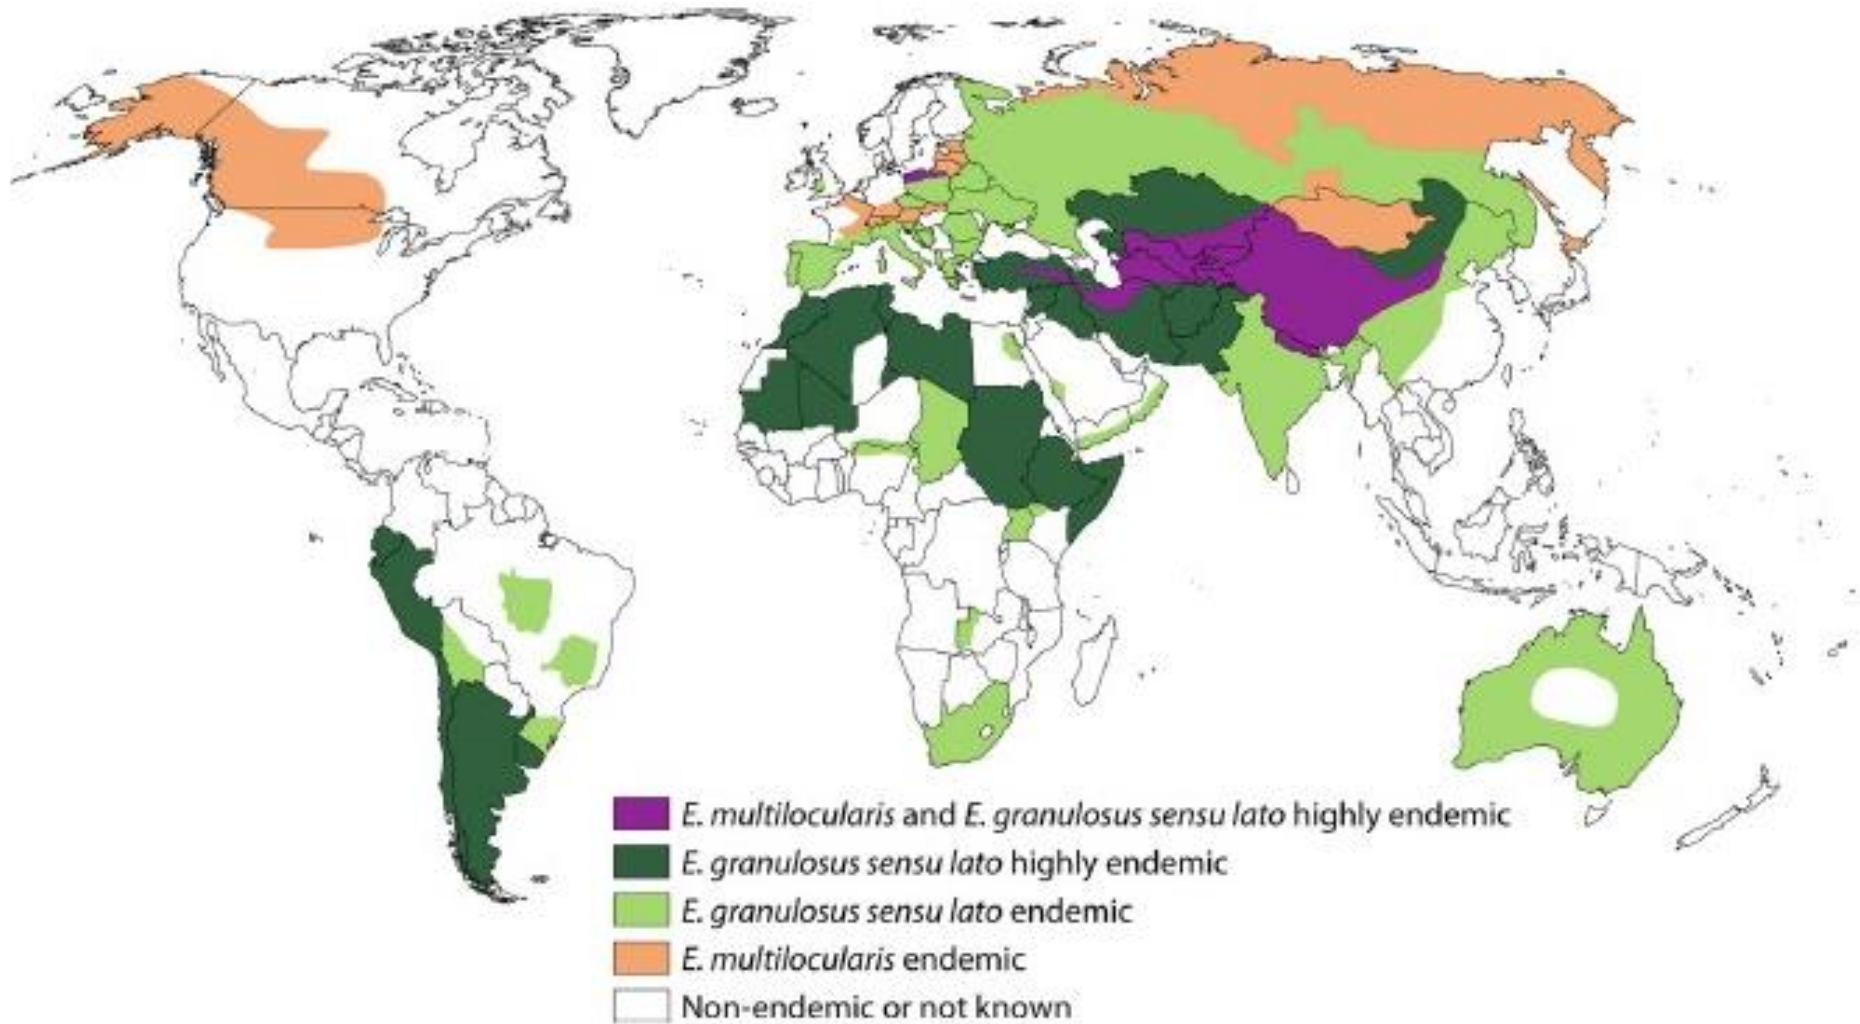 E. multilocularis and E. granulosus sensu lato highly endemic
E. granulosus sensu lato highly endemic
E. granulosus sensu lato endemic
E. multilocularis endemic
Non-endemic or not known